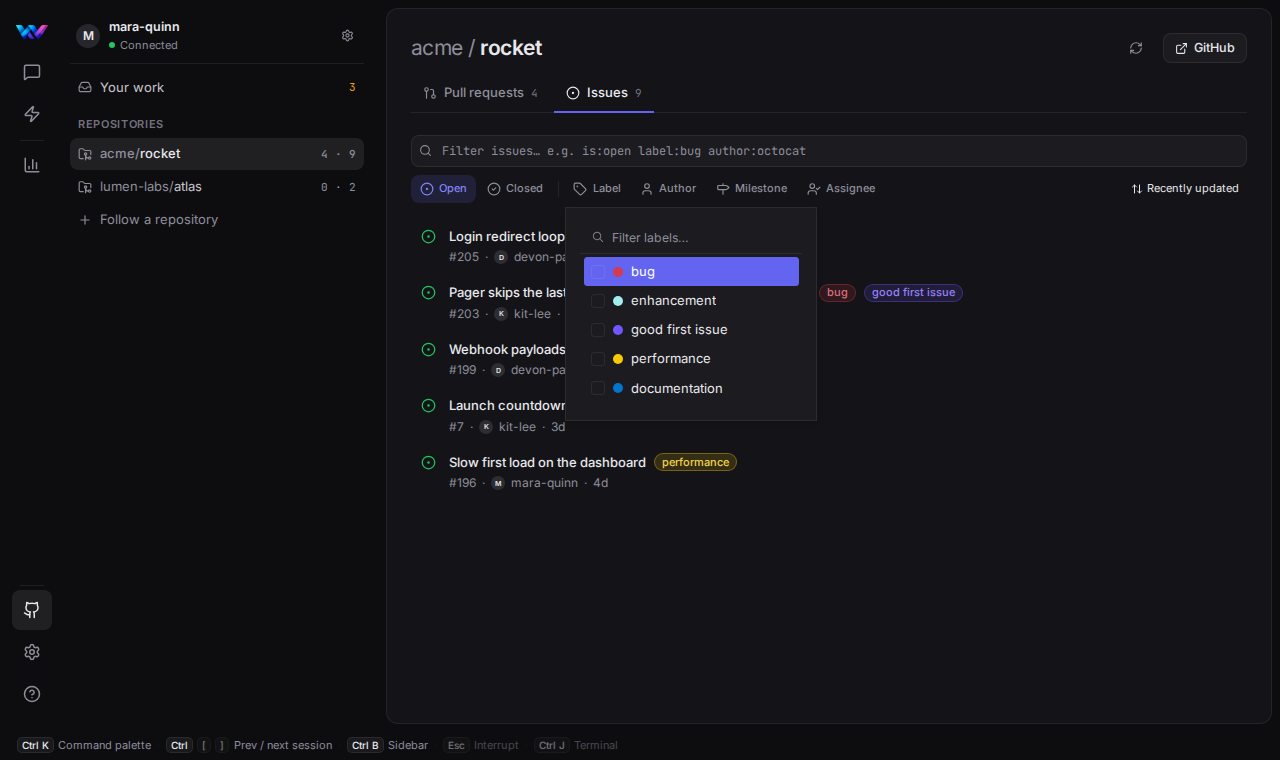 M mara-quinn
Connected
Your work 3
REPOSITORIES
acme/rocket 4 · 9
lumen-labs/atlas 0 · 2
Follow a repository
acme / rocket
GitHub
Pull requests 4 Issues 9
Filter issues… e.g. is:open label:bug author:octocat
Open Closed Label Author Milestone Assignee Recently updated
Filter labels...
bug
enhancement
good first issue
performance
documentation
Login redirect loop
#205 · D devon-pa
Pager skips the last bug good first issue
#203 · K kit-lee ·
Webhook payloads
#199 · D devon-pa
Launch countdown
#7 · K kit-lee · 3d
Slow first load on the dashboard performance
#196 · M mara-quinn · 4d
Ctrl K Command palette Ctrl [ ] Prev / next session Ctrl B Sidebar Esc Interrupt Ctrl J Terminal